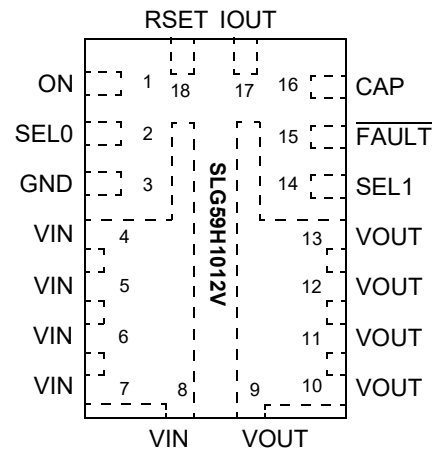 RSET IOUT
ON 1 18 17 16 CAP
SEL0 2 15 FAULT
GND 3 14 SEL1
SLG59H1012V
VIN 4 13 VOUT
VIN 5 12 VOUT
VIN 6 11 VOUT
VIN 7 8 9 10 VOUT
VIN VOUT